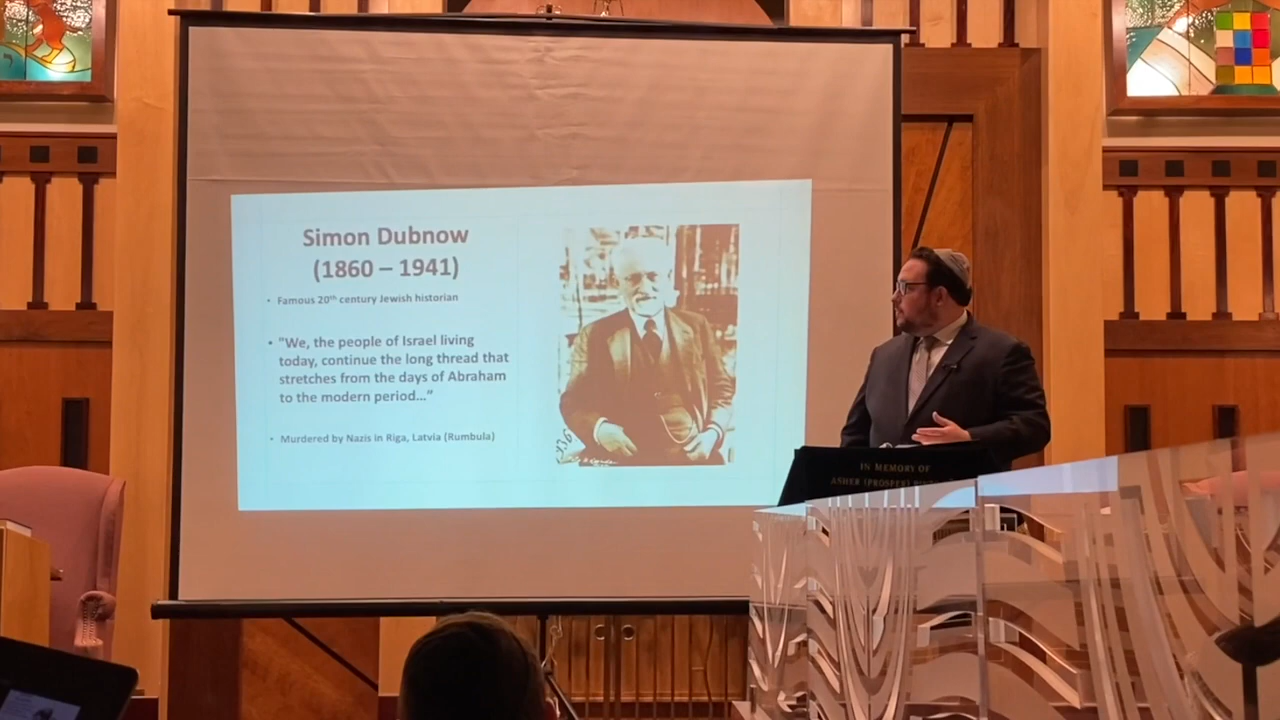 Simon Dubnow
(1860 – 1941)
• Famous 20th century Jewish historian
• "We, the people of Israel living
today, continue the long thread that
stretches from the days of Abraham
to the modern period…"
• Murdered by Nazis in Riga, Latvia (Rumbula)
IN MEMORY OF
ASHER (PROSPER)